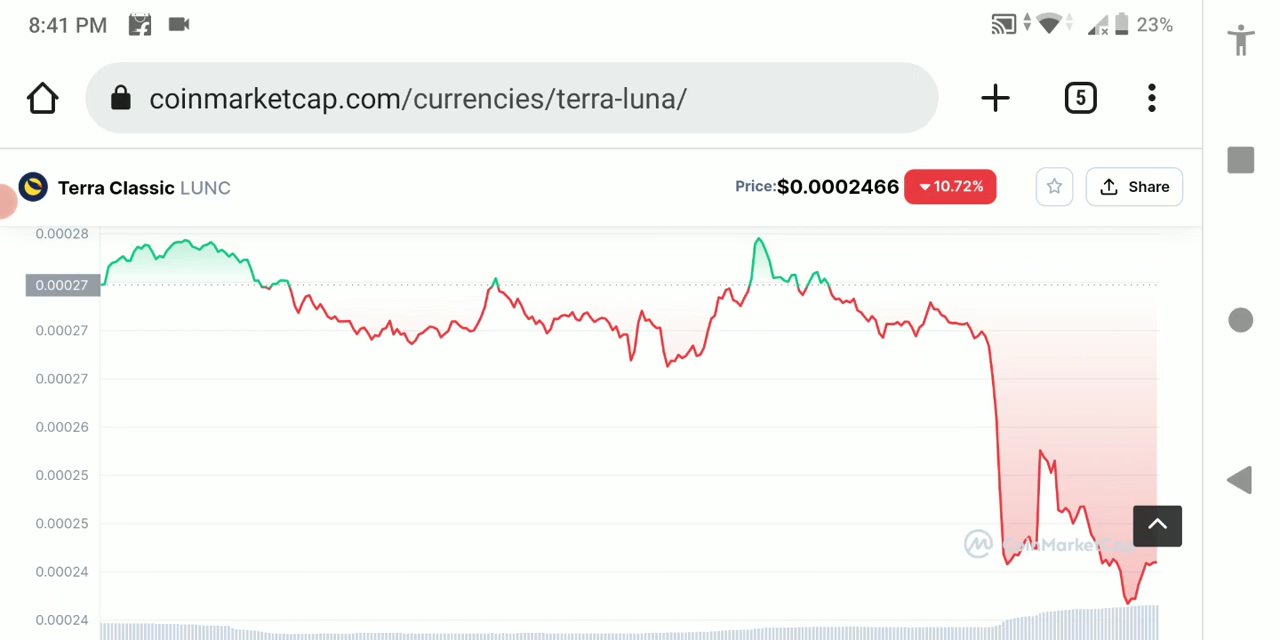 8:41 PM 23%
coinmarketcap.com/currencies/terra-luna/ 5
Terra Classic LUNC Price:$0.0002466 10.72% Share
0.00028
0.00027
0.00027
0.00027
0.00026
0.00025
0.00025
CoinMarketCap
0.00024
0.00024